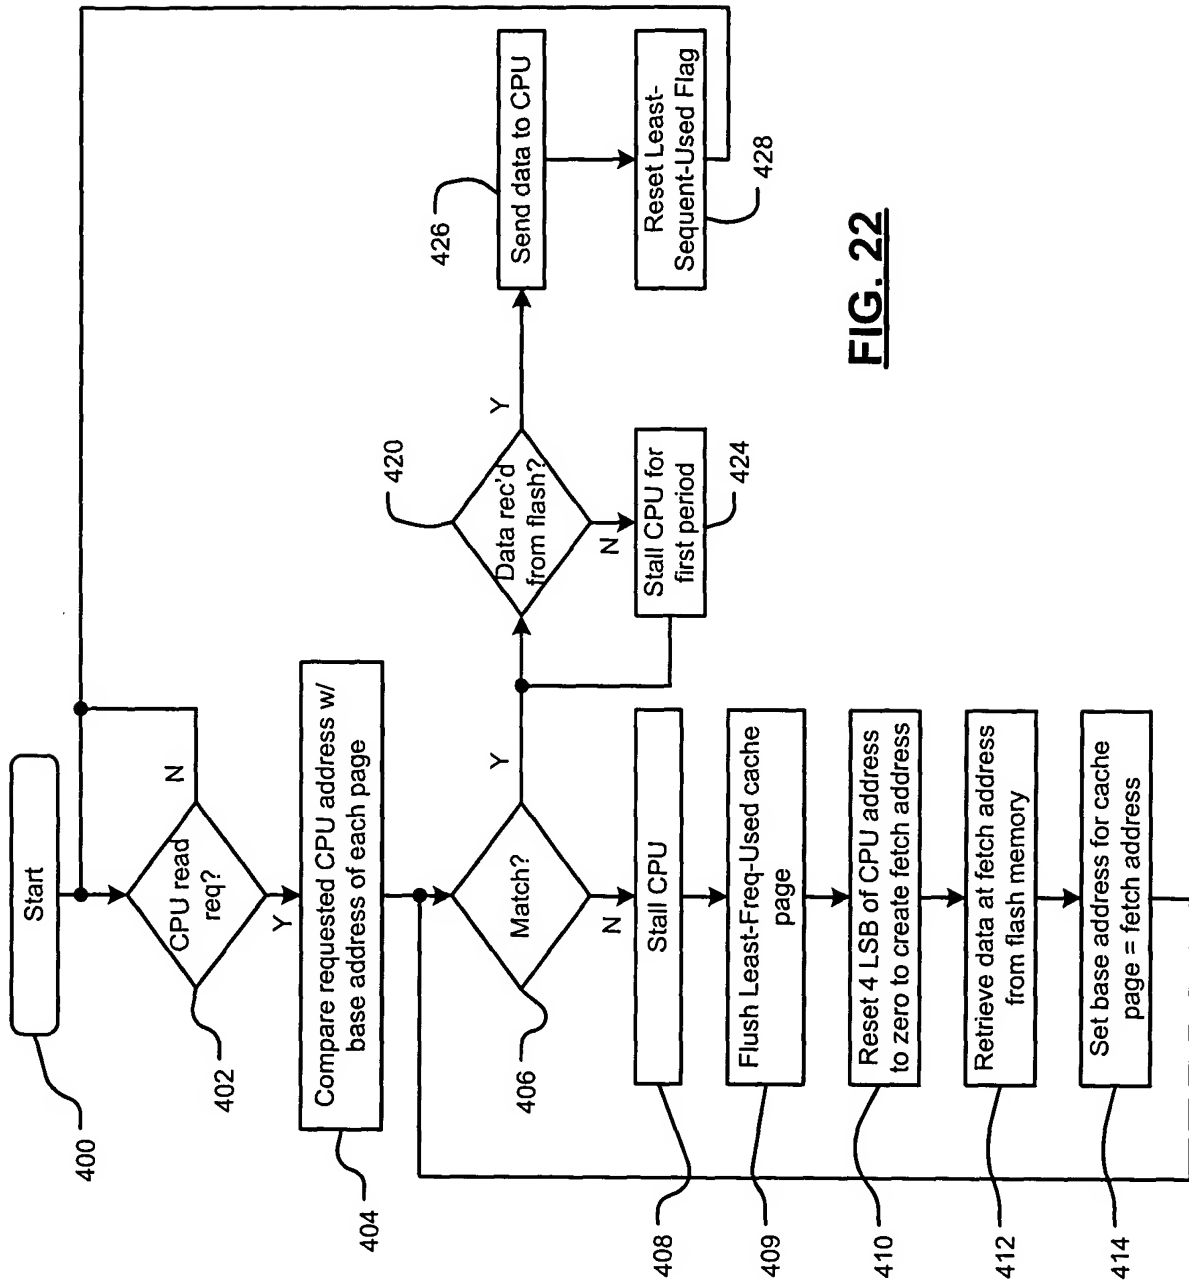 Start
400
CPU read
req?
402
N
Y
Compare requested CPU address w/
base address of each page
404
Match?
406
Y
N
Stall CPU
408
Flush Least-Freq-Used cache
page
409
Reset 4 LSB of CPU address
to zero to create fetch address
410
Retrieve data at fetch address
from flash memory
412
Set base address for cache
page = fetch address
414
Data rec'd
from flash?
420
Y
N
Stall CPU for
first period
424
Send data to CPU
426
Reset Least-
Sequent-Used Flag
428
FIG. 22